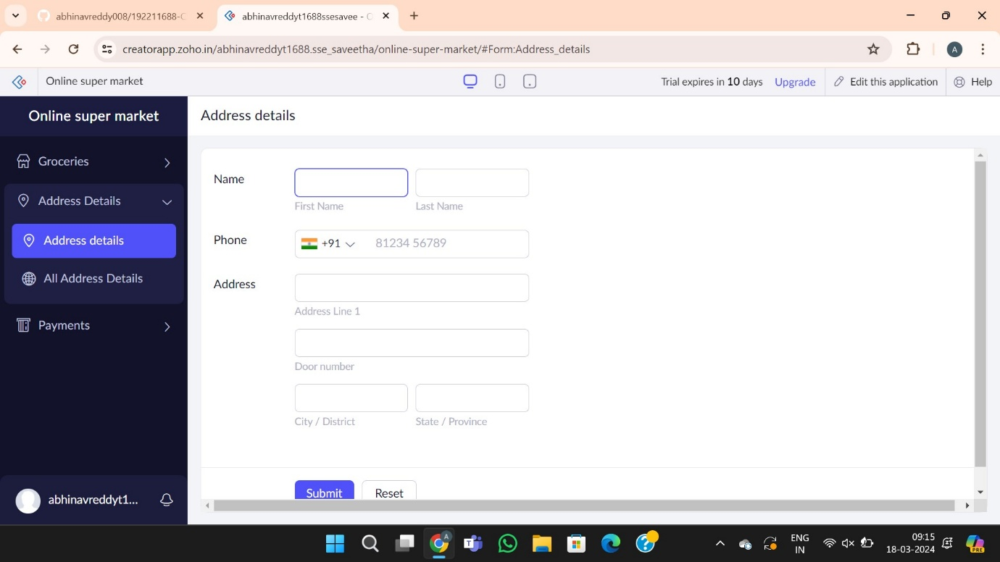 abhinavreddy008/192211688-C
abhinavreddyt1688ssesavee - C
creatorapp.zoho.in/abhinavreddyt1688.sse_saveetha/online-super-market/#Form:Address_details
A
Online super market
Trial expires in 10 days
Upgrade
Edit this application
Help
Online super market
Address details
Groceries
Address Details
Address details
All Address Details
Payments
abhinavreddyt1...
Name
First Name
Last Name
Phone
+91
81234 56789
Address
Address Line 1
Door number
City / District
State / Province
Submit
Reset
ENG
IN
09:15
18-03-2024
PRE